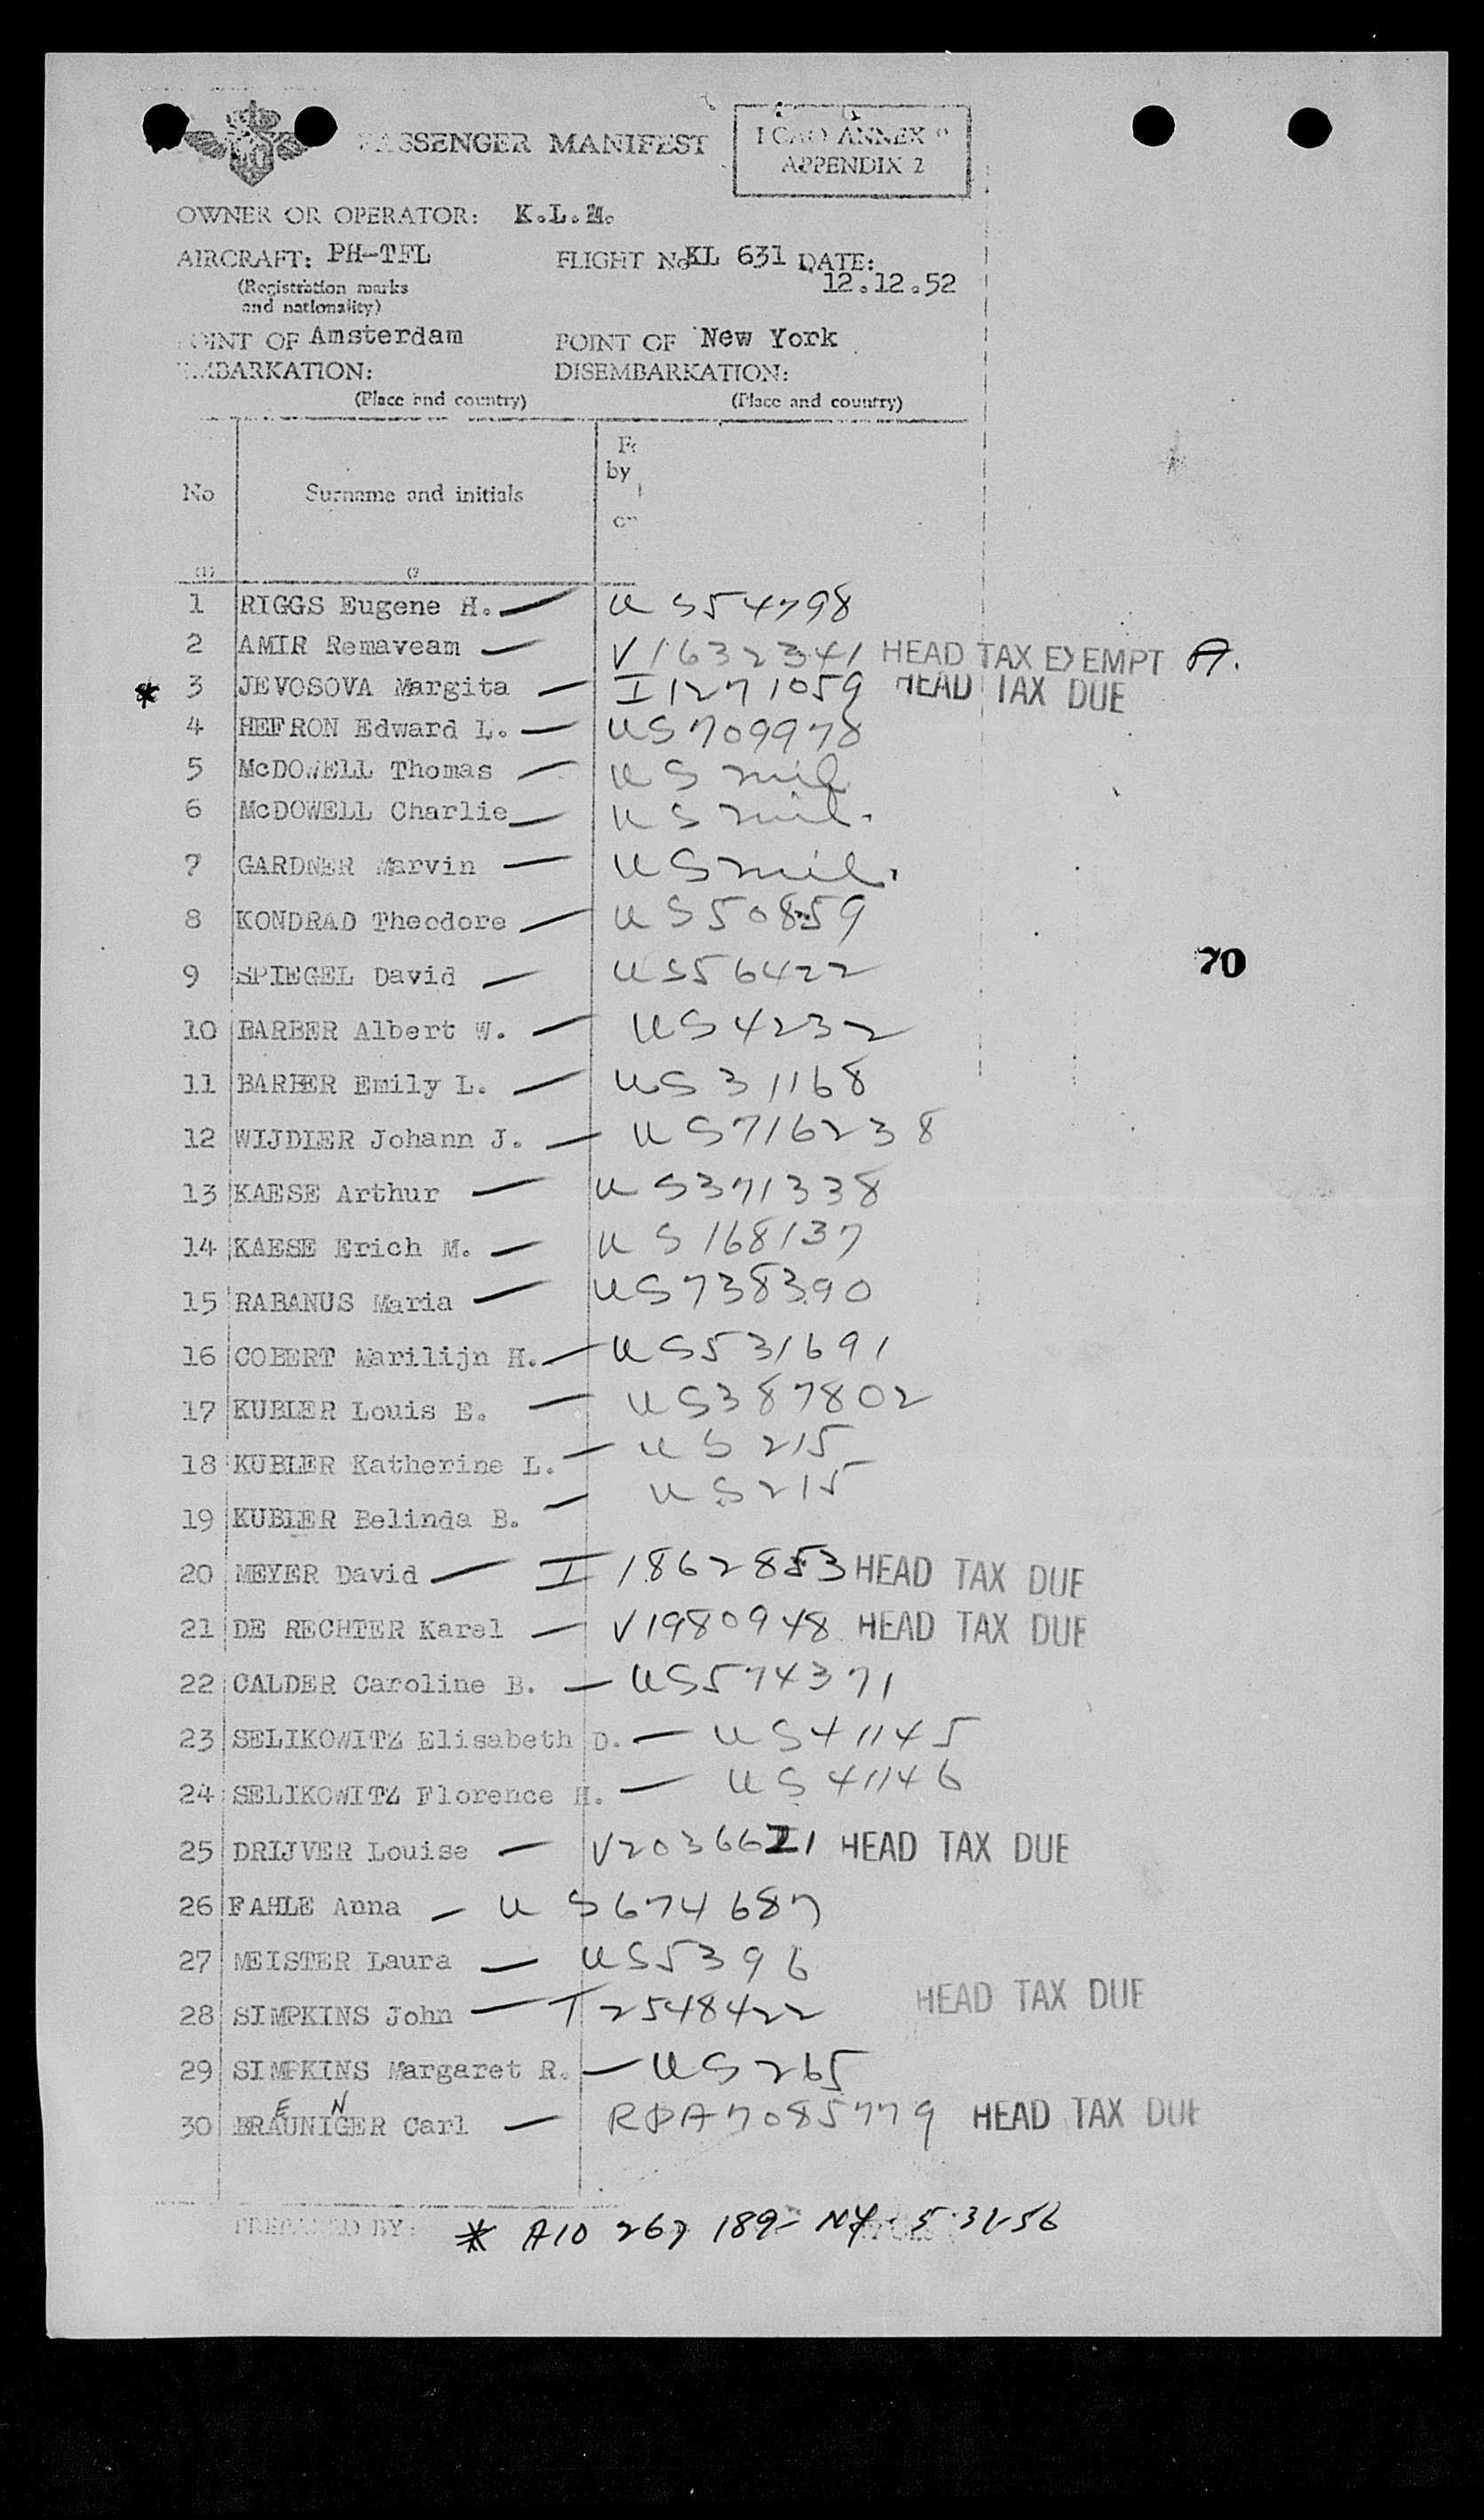 PASSENGER MANIFEST
ICAO ANNEX 9
APPENDIX 2
OWNER OR OPERATOR: K.L.M.
AIRCRAFT: PH-TFL FLIGHT No KL 631 DATE:
12.12.52
(Registration marks
and nationality)
POINT OF Amsterdam POINT OF New York
EMBARKATION: DISEMBARKATION:
(Place and country) (Place and country)
by
No Surname and initials
(1)
1 RIGGS Eugene H. — US54798
2 AMIR Remaveam — V1632341 HEAD TAX EXEMPT A.
* 3 JEVOSOVA Margita — I1271059 HEAD TAX DUE
4 HEFRON Edward L. — US709978
5 McDOWELL Thomas — US mil
6 McDOWELL Charlie — US mil.
7 GARDNER Marvin — US mil.
8 KONDRAD Theodore — US50859
9 SPIEGEL David — US56422
70
10 BARBER Albert W. — US4232
11 BARBER Emily L. — US31168
12 WIJDLER Johann J. — US716238
13 KAESE Arthur — US371338
14 KAESE Erich M. — US168137
15 RABANUS Maria — US738390
16 COBERT Marilijn H. — US531691
17 KUBLER Louis E. — US387802
18 KUBLER Katherine L. — US215
19 KUBLER Belinda B. — US215
20 MEYER David — I1862853 HEAD TAX DUE
21 DE RECHTER Karel — V1980948 HEAD TAX DUE
22 CALDER Caroline B. — US574371
23 SELIKOWITZ Elisabeth D. — US41145
24 SELIKOWITZ Florence H. — US41146
25 DRIJVER Louise — V2036621 HEAD TAX DUE
26 FAHLE Anna — US674687
27 MEISTER Laura — US5396
28 SIMPKINS John — T2548422 HEAD TAX DUE
29 SIMPKINS Margaret R. — US265
E N
30 BRAUNIGER Carl — RPA7085779 HEAD TAX DUE
PREPARED BY: * A10 267 189 - NY - 5-31-56